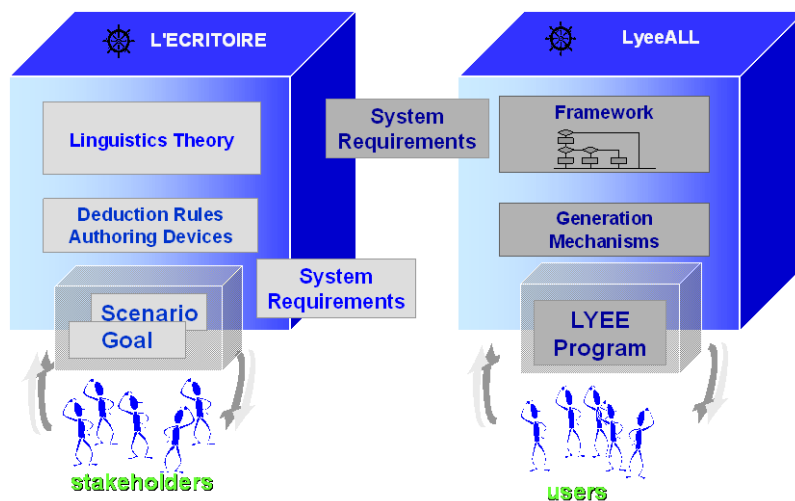 L'ECRITOIRE
Linguistics Theory
Deduction Rules
Authoring Devices
System
Requirements
Scenario
Goal
stakeholders
System
Requirements
LyeeALL
Framework
Generation
Mechanisms
LYEE
Program
users